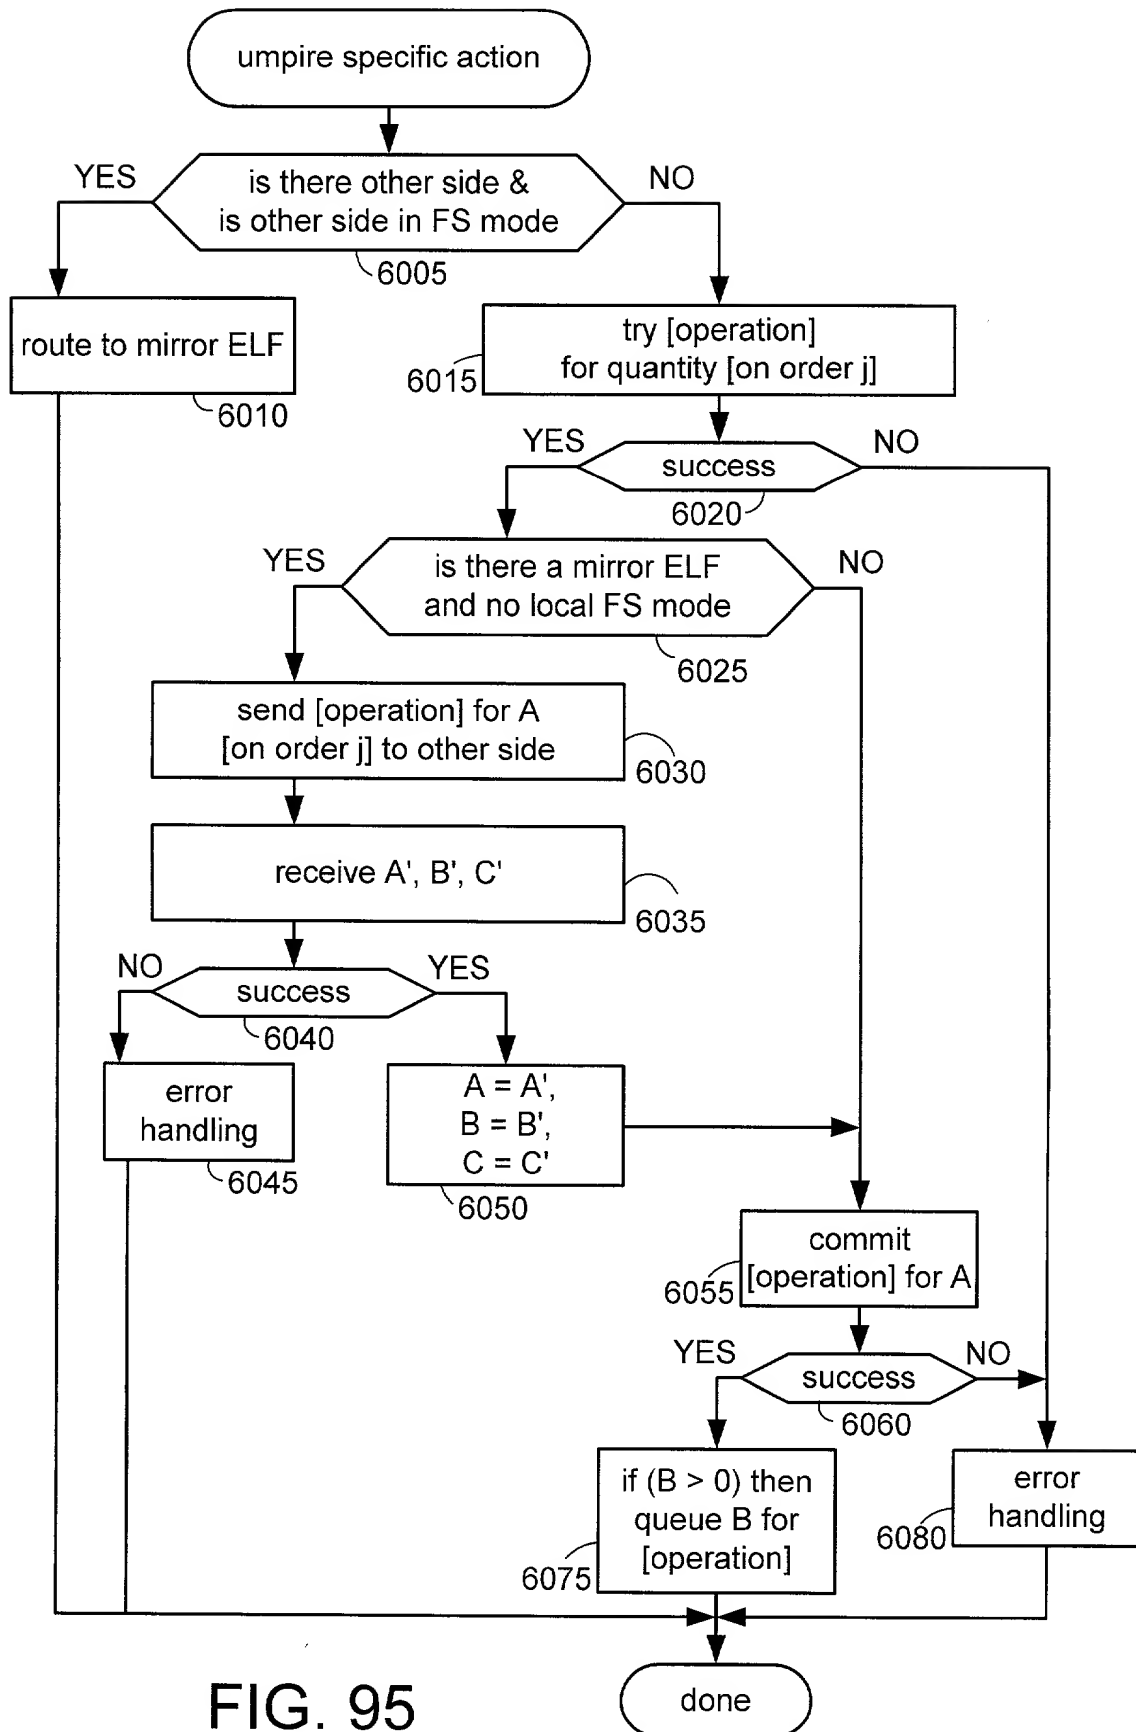 umpire specific action
YES
is there other side &
is other side in FS mode
NO
6005
route to mirror ELF
6010
try [operation]
for quantity [on order j]
6015
YES
success
NO
6020
YES
is there a mirror ELF
and no local FS mode
NO
6025
send [operation] for A
[on order j] to other side
6030
receive A', B', C'
6035
NO
success
YES
6040
error
handling
6045
A = A',
B = B',
C = C'
6050
commit
[operation] for A
6055
YES
success
NO
6060
if (B > 0) then
queue B for
[operation]
6075
error
handling
6080
done
FIG. 95